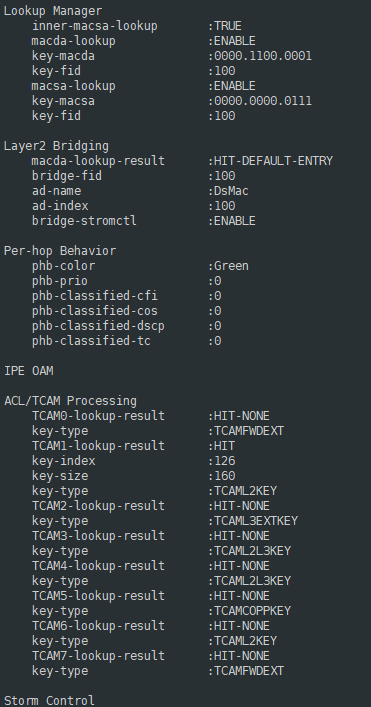 Lookup Manager
inner-macsa-lookup :TRUE
macda-lookup :ENABLE
key-macda :0000.1100.0001
key-fid :100
macsa-lookup :ENABLE
key-macsa :0000.0000.0111
key-fid :100
Layer2 Bridging
macda-lookup-result :HIT-DEFAULT-ENTRY
bridge-fid :100
ad-name :DsMac
ad-index :100
bridge-stromctl :ENABLE
Per-hop Behavior
phb-color :Green
phb-prio :0
phb-classified-cfi :0
phb-classified-cos :0
phb-classified-dscp :0
phb-classified-tc :0
IPE OAM
ACL/TCAM Processing
TCAM0-lookup-result :HIT-NONE
key-type :TCAMFWDEXT
TCAM1-lookup-result :HIT
key-index :126
key-size :160
key-type :TCAML2KEY
TCAM2-lookup-result :HIT-NONE
key-type :TCAML3EXTKEY
TCAM3-lookup-result :HIT-NONE
key-type :TCAML2L3KEY
TCAM4-lookup-result :HIT-NONE
key-type :TCAML2L3KEY
TCAM5-lookup-result :HIT-NONE
key-type :TCAMCOPPKEY
TCAM6-lookup-result :HIT-NONE
key-type :TCAML2KEY
TCAM7-lookup-result :HIT-NONE
key-type :TCAMFWDEXT
Storm Control